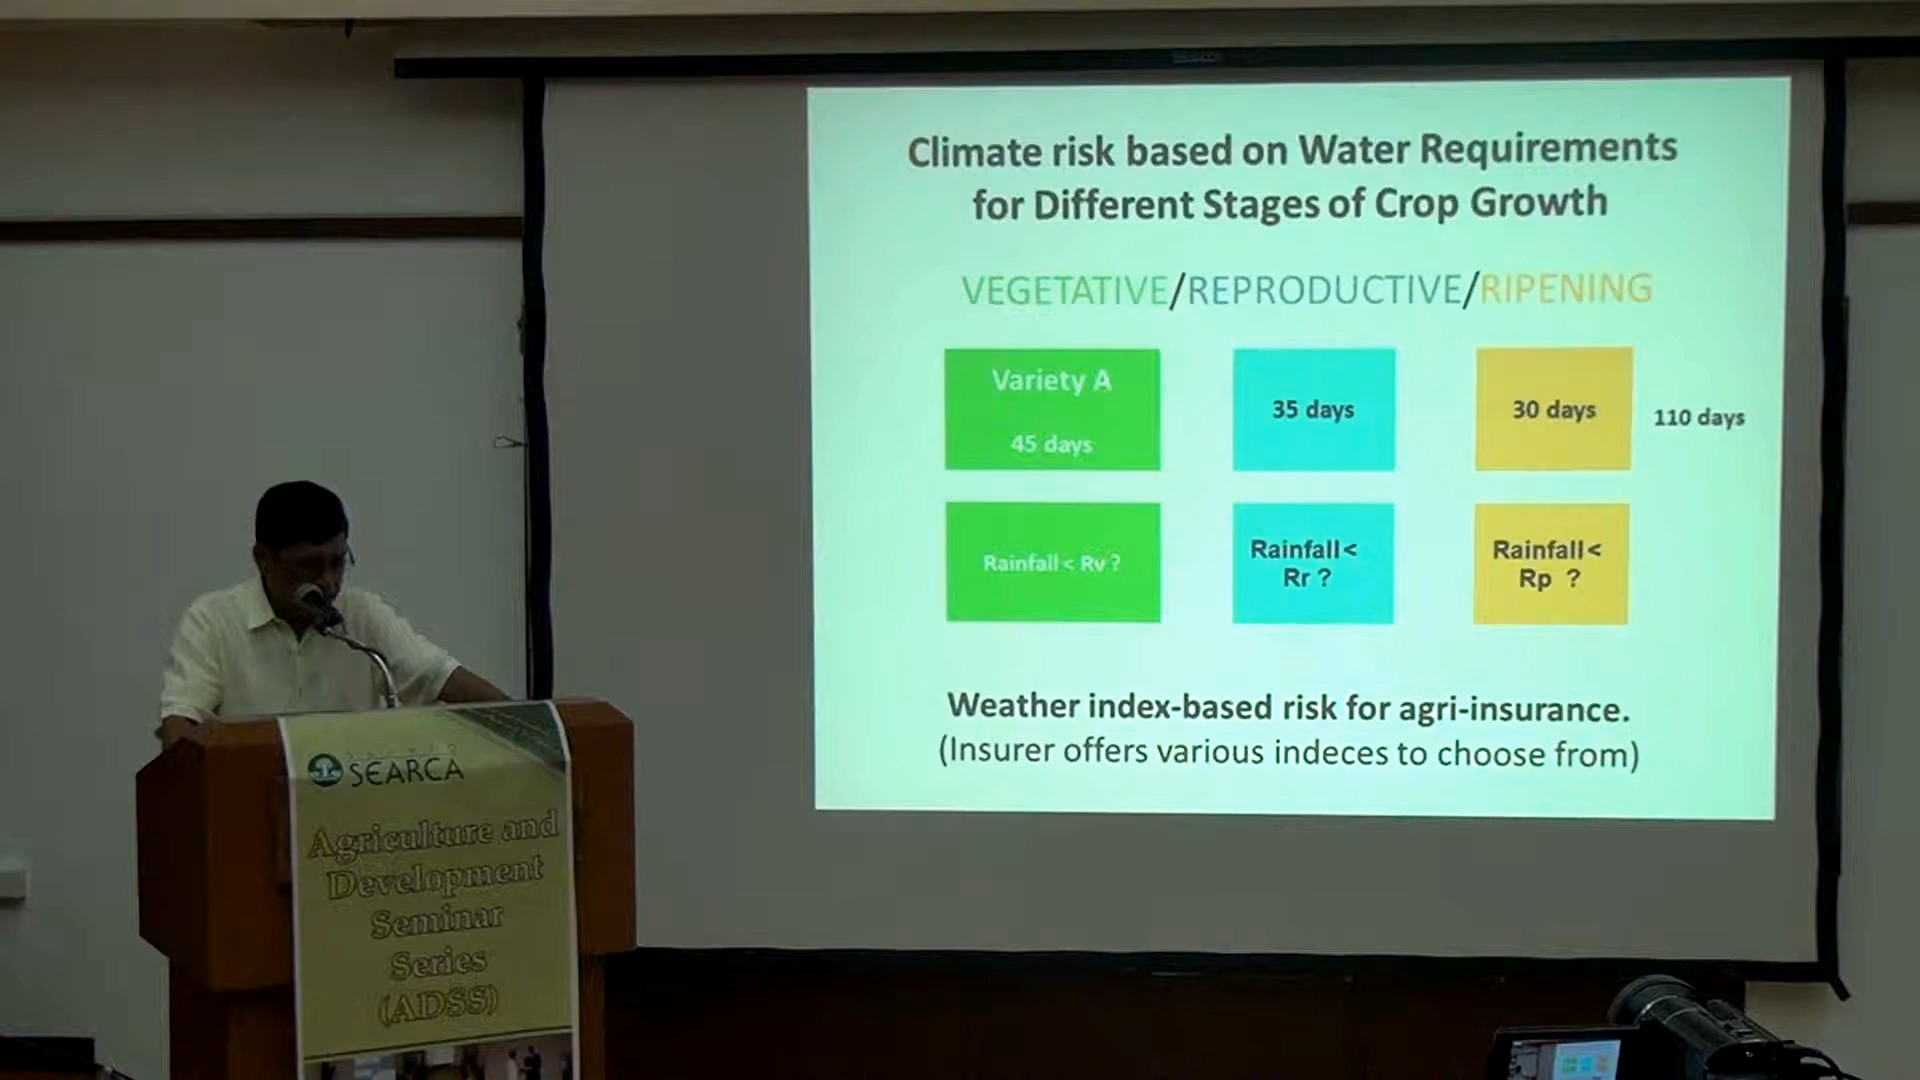 Climate risk based on Water Requirements
for Different Stages of Crop Growth
VEGETATIVE/REPRODUCTIVE/RIPENING
Variety A
45 days
35 days
30 days
110 days
Rainfall < Rv ?
Rainfall <
Rr ?
Rainfall <
Rp ?
Weather index-based risk for agri-insurance.
(Insurer offers various indeces to choose from)
SEARCA
Agriculture and
Development
Seminar
Series
(ADSS)